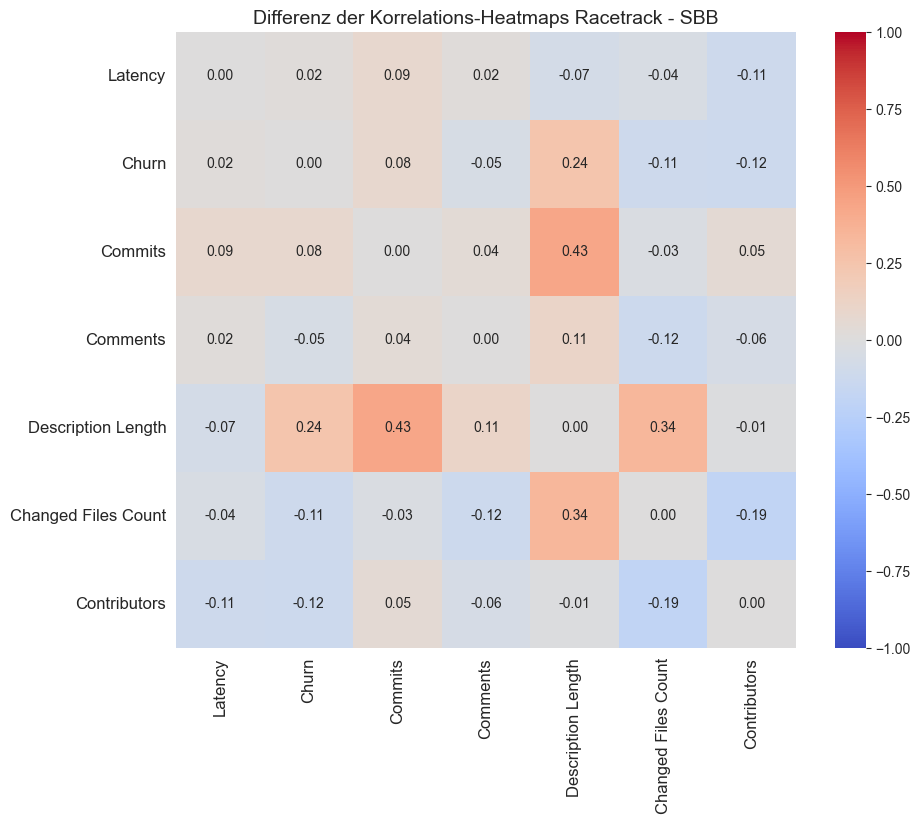 Differenz der Korrelations-Heatmaps Racetrack - SBB
Latency 0.00 0.02 0.09 0.02 -0.07 -0.04 -0.11
Churn 0.02 0.00 0.08 -0.05 0.24 -0.11 -0.12
Commits 0.09 0.08 0.00 0.04 0.43 -0.03 0.05
Comments 0.02 -0.05 0.04 0.00 0.11 -0.12 -0.06
Description Length -0.07 0.24 0.43 0.11 0.00 0.34 -0.01
Changed Files Count -0.04 -0.11 -0.03 -0.12 0.34 0.00 -0.19
Contributors -0.11 -0.12 0.05 -0.06 -0.01 -0.19 0.00
Latency
Churn
Commits
Comments
Description Length
Changed Files Count
Contributors
1.00
0.75
0.50
0.25
0.00
−0.25
−0.50
−0.75
−1.00